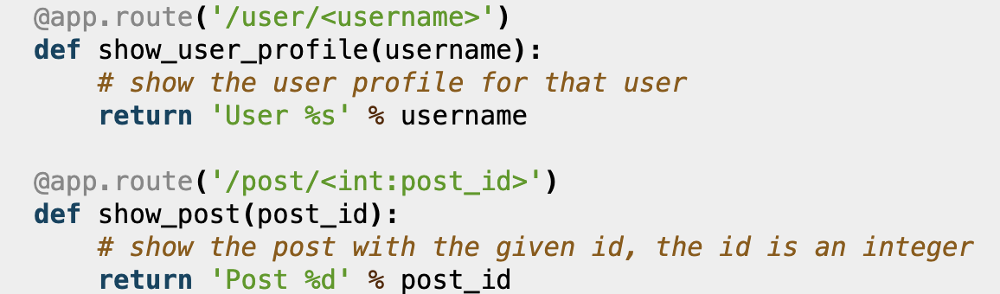 @app.route('/user/<username>')
def show_user_profile(username):
    # show the user profile for that user
    return 'User %s' % username

@app.route('/post/<int:post_id>')
def show_post(post_id):
    # show the post with the given id, the id is an integer
    return 'Post %d' % post_id